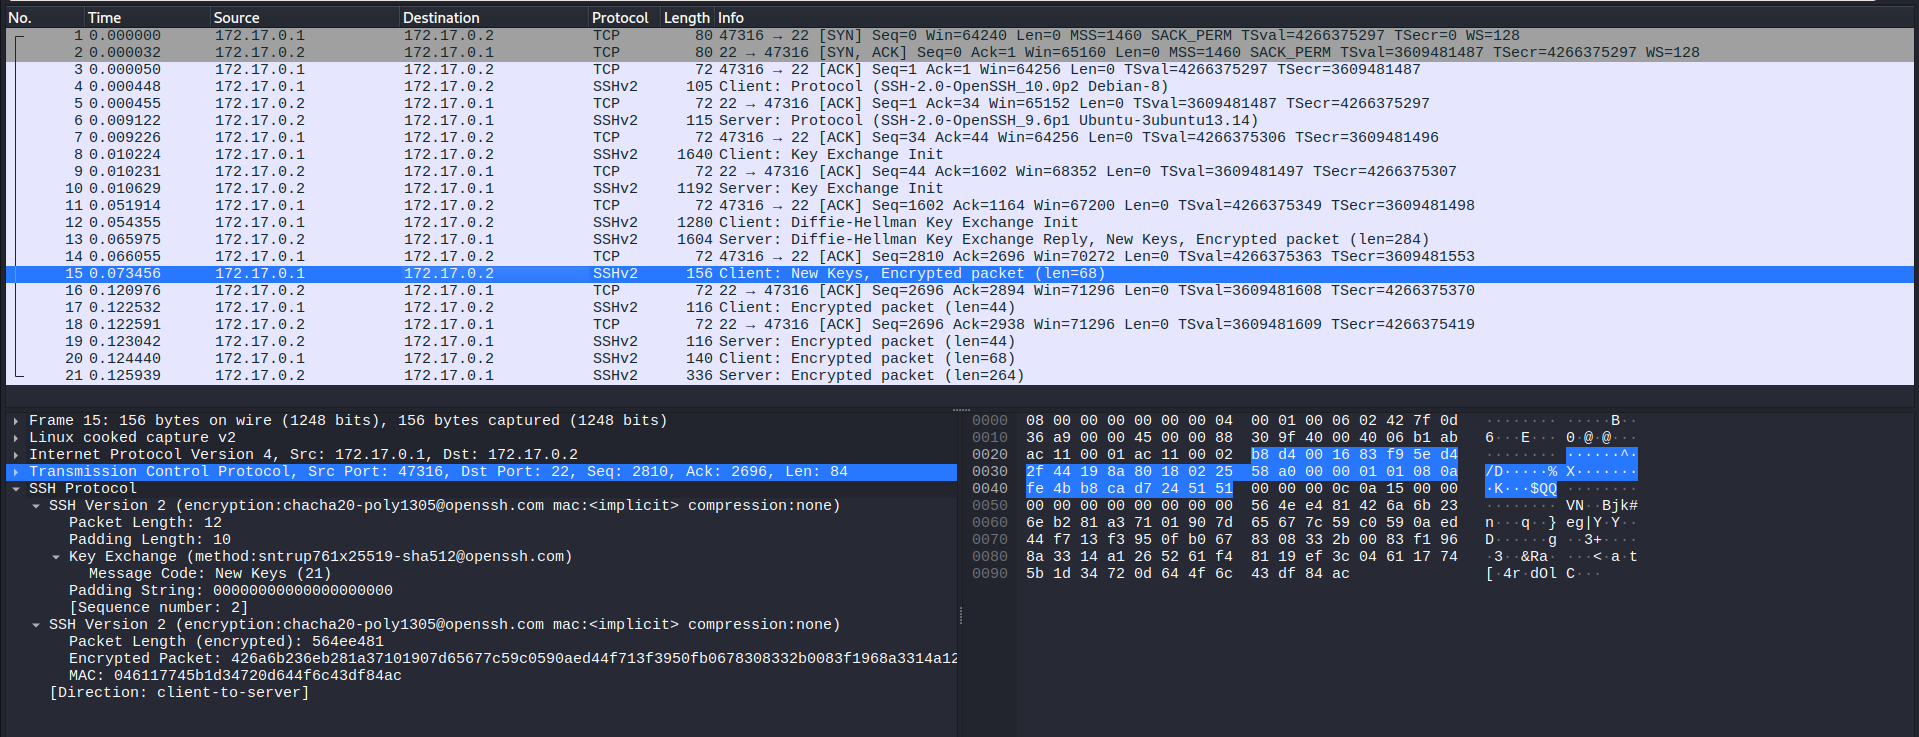 No. Time Source Destination Protocol Length Info
1 0.000000 172.17.0.1 172.17.0.2 TCP 80 47316 → 22 [SYN] Seq=0 Win=64240 Len=0 MSS=1460 SACK_PERM TSval=4266375297 TSecr=0 WS=128
2 0.000032 172.17.0.2 172.17.0.1 TCP 80 22 → 47316 [SYN, ACK] Seq=0 Ack=1 Win=65160 Len=0 MSS=1460 SACK_PERM TSval=3609481487 TSecr=4266375297 WS=128
3 0.000050 172.17.0.1 172.17.0.2 TCP 72 47316 → 22 [ACK] Seq=1 Ack=1 Win=64256 Len=0 TSval=4266375297 TSecr=3609481487
4 0.000448 172.17.0.1 172.17.0.2 SSHv2 105 Client: Protocol (SSH-2.0-OpenSSH_10.0p2 Debian-8)
5 0.000455 172.17.0.2 172.17.0.1 TCP 72 22 → 47316 [ACK] Seq=1 Ack=34 Win=65152 Len=0 TSval=3609481487 TSecr=4266375297
6 0.009122 172.17.0.2 172.17.0.1 SSHv2 115 Server: Protocol (SSH-2.0-OpenSSH_9.6p1 Ubuntu-3ubuntu13.14)
7 0.009226 172.17.0.1 172.17.0.2 TCP 72 47316 → 22 [ACK] Seq=34 Ack=44 Win=64256 Len=0 TSval=4266375306 TSecr=3609481496
8 0.010224 172.17.0.1 172.17.0.2 SSHv2 1640 Client: Key Exchange Init
9 0.010231 172.17.0.2 172.17.0.1 TCP 72 22 → 47316 [ACK] Seq=44 Ack=1602 Win=68352 Len=0 TSval=3609481497 TSecr=4266375307
10 0.010629 172.17.0.2 172.17.0.1 SSHv2 1192 Server: Key Exchange Init
11 0.051914 172.17.0.1 172.17.0.2 TCP 72 47316 → 22 [ACK] Seq=1602 Ack=1164 Win=67200 Len=0 TSval=4266375349 TSecr=3609481498
12 0.054355 172.17.0.1 172.17.0.2 SSHv2 1280 Client: Diffie-Hellman Key Exchange Init
13 0.065975 172.17.0.2 172.17.0.1 SSHv2 1604 Server: Diffie-Hellman Key Exchange Reply, New Keys, Encrypted packet (len=284)
14 0.066055 172.17.0.1 172.17.0.2 TCP 72 47316 → 22 [ACK] Seq=2810 Ack=2696 Win=70272 Len=0 TSval=4266375363 TSecr=3609481553
15 0.073456 172.17.0.1 172.17.0.2 SSHv2 156 Client: New Keys, Encrypted packet (len=68)
16 0.120976 172.17.0.2 172.17.0.1 TCP 72 22 → 47316 [ACK] Seq=2696 Ack=2894 Win=71296 Len=0 TSval=3609481608 TSecr=4266375370
17 0.122532 172.17.0.1 172.17.0.2 SSHv2 116 Client: Encrypted packet (len=44)
18 0.122591 172.17.0.2 172.17.0.1 TCP 72 22 → 47316 [ACK] Seq=2696 Ack=2938 Win=71296 Len=0 TSval=3609481609 TSecr=4266375419
19 0.123042 172.17.0.2 172.17.0.1 SSHv2 116 Server: Encrypted packet (len=44)
20 0.124440 172.17.0.1 172.17.0.2 SSHv2 140 Client: Encrypted packet (len=68)
21 0.125939 172.17.0.2 172.17.0.1 SSHv2 336 Server: Encrypted packet (len=264)
Frame 15: 156 bytes on wire (1248 bits), 156 bytes captured (1248 bits)
Linux cooked capture v2
Internet Protocol Version 4, Src: 172.17.0.1, Dst: 172.17.0.2
Transmission Control Protocol, Src Port: 47316, Dst Port: 22, Seq: 2810, Ack: 2696, Len: 84
SSH Protocol
SSH Version 2 (encryption:chacha20-poly1305@openssh.com mac:<implicit> compression:none)
Packet Length: 12
Padding Length: 10
Key Exchange (method:sntrup761x25519-sha512@openssh.com)
Message Code: New Keys (21)
Padding String: 00000000000000000000
[Sequence number: 2]
SSH Version 2 (encryption:chacha20-poly1305@openssh.com mac:<implicit> compression:none)
Packet Length (encrypted): 564ee481
Encrypted Packet: 426a6b236eb281a37101907d65677c59c0590aed44f713f3950fb0678308332b0083f1968a3314a12
MAC: 046117745b1d34720d644f6c43df84ac
[Direction: client-to-server]
0000 08 00 00 00 00 00 00 04 00 01 00 06 02 42 7f 0d ········ ·····B··
0010 36 a9 00 00 45 00 00 88 30 9f 40 00 40 06 b1 ab 6···E··· 0·@·@···
0020 ac 11 00 01 ac 11 00 02 b8 d4 00 16 83 f9 5e d4 ········ ······^·
0030 2f 44 19 8a 80 18 02 25 58 a0 00 00 01 01 08 0a /D·····% X·······
0040 fe 4b b8 ca d7 24 51 51 00 00 00 0c 0a 15 00 00 ·K···$QQ ········
0050 00 00 00 00 00 00 00 00 56 4e e4 81 42 6a 6b 23 ········ VN··Bjk#
0060 6e b2 81 a3 71 01 90 7d 65 67 7c 59 c0 59 0a ed n···q··} eg|Y·Y··
0070 44 f7 13 f3 95 0f b0 67 83 08 33 2b 00 83 f1 96 D······g ··3+····
0080 8a 33 14 a1 26 52 61 f4 81 19 ef 3c 04 61 17 74 ·3··&Ra· ···<·a·t
0090 5b 1d 34 72 0d 64 4f 6c 43 df 84 ac [·4r·dOl C···